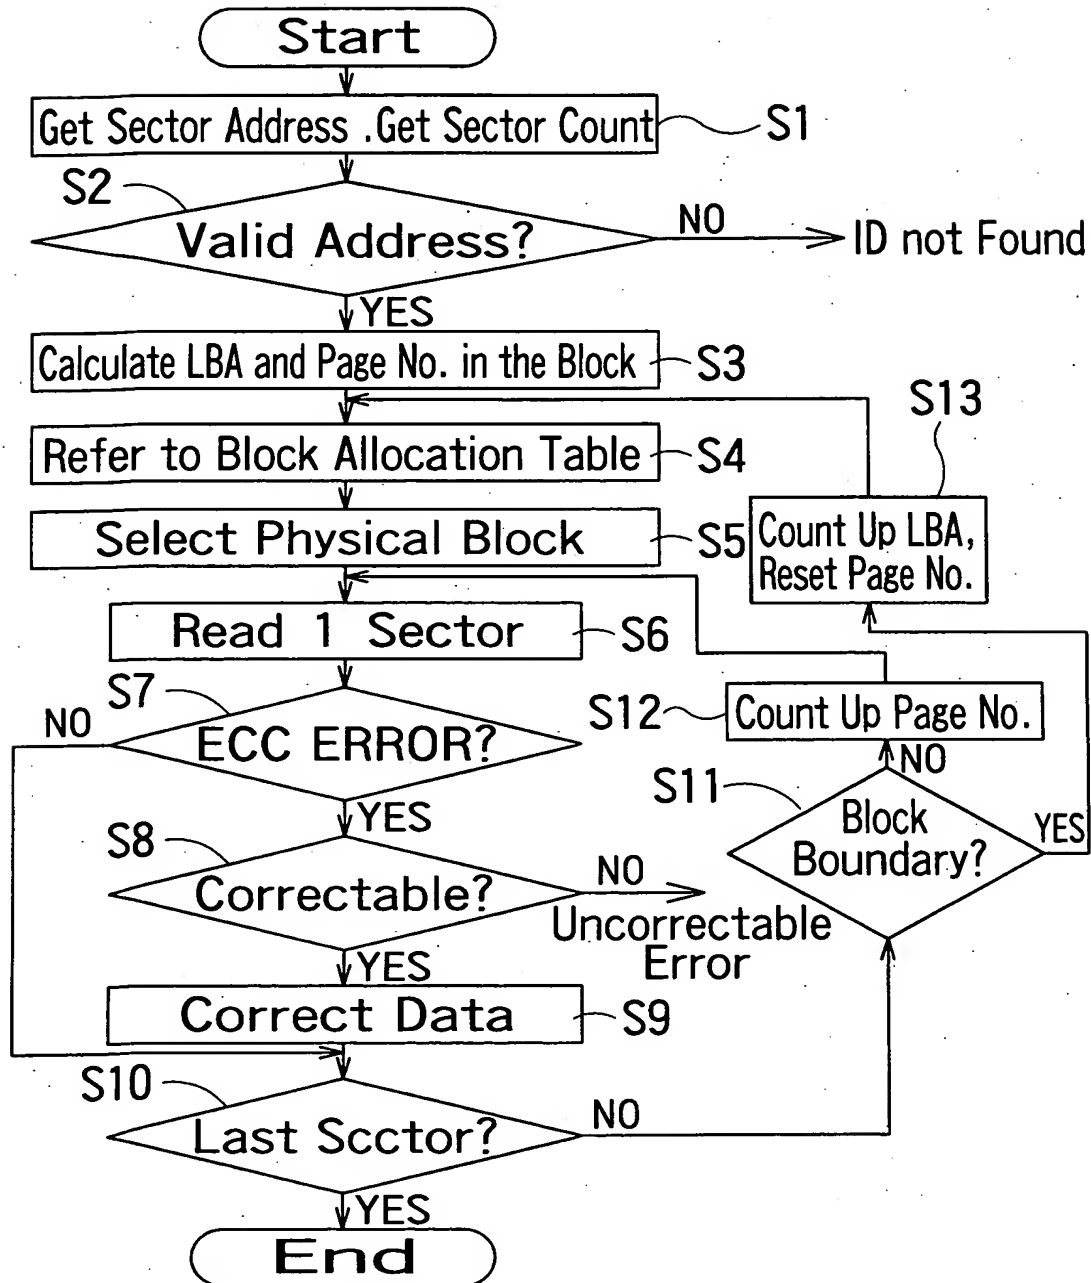 Start
Get Sector Address .Get Sector Count
S1
S2
Valid Address?
NO
ID not Found
YES
Calculate LBA and Page No. in the Block
S3
S13
Refer to Block Allocation Table
S4
Select Physical Block
S5
Count Up LBA,
Reset Page No.
Read 1 Sector
S6
S7
NO
ECC ERROR?
S12
Count Up Page No.
NO
YES
S11
Block
Boundary?
YES
S8
Correctable?
NO
Uncorrectable
Error
YES
Correct Data
S9
S10
Last Scctor?
NO
YES
End